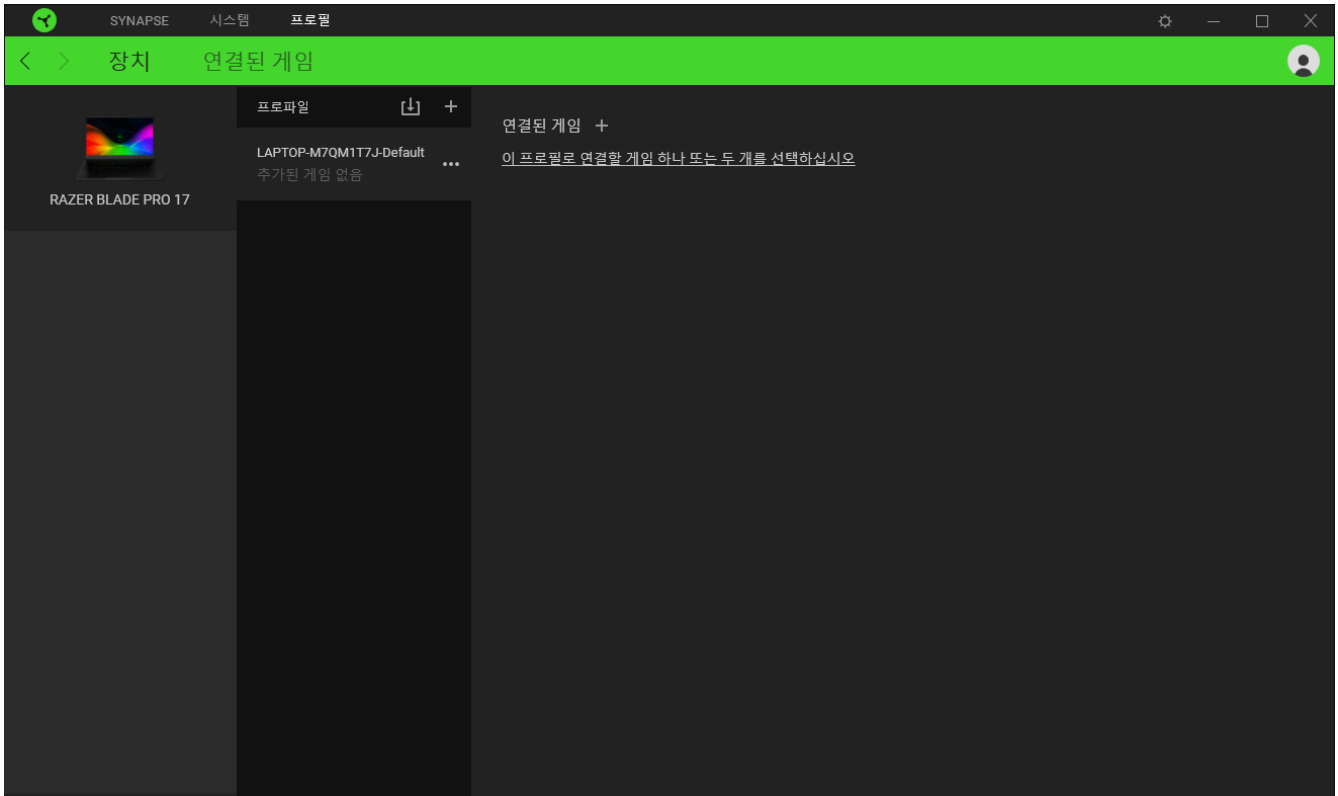 SYNAPSE 시스템 프로필
장치 연결된 게임
RAZER BLADE PRO 17
프로파일
LAPTOP-M7QM1T7J-Default
주가된 게임 없음
연결된 게임
이 프로필로 연결할 게임 하나 또는 두 개를 선택하십시오